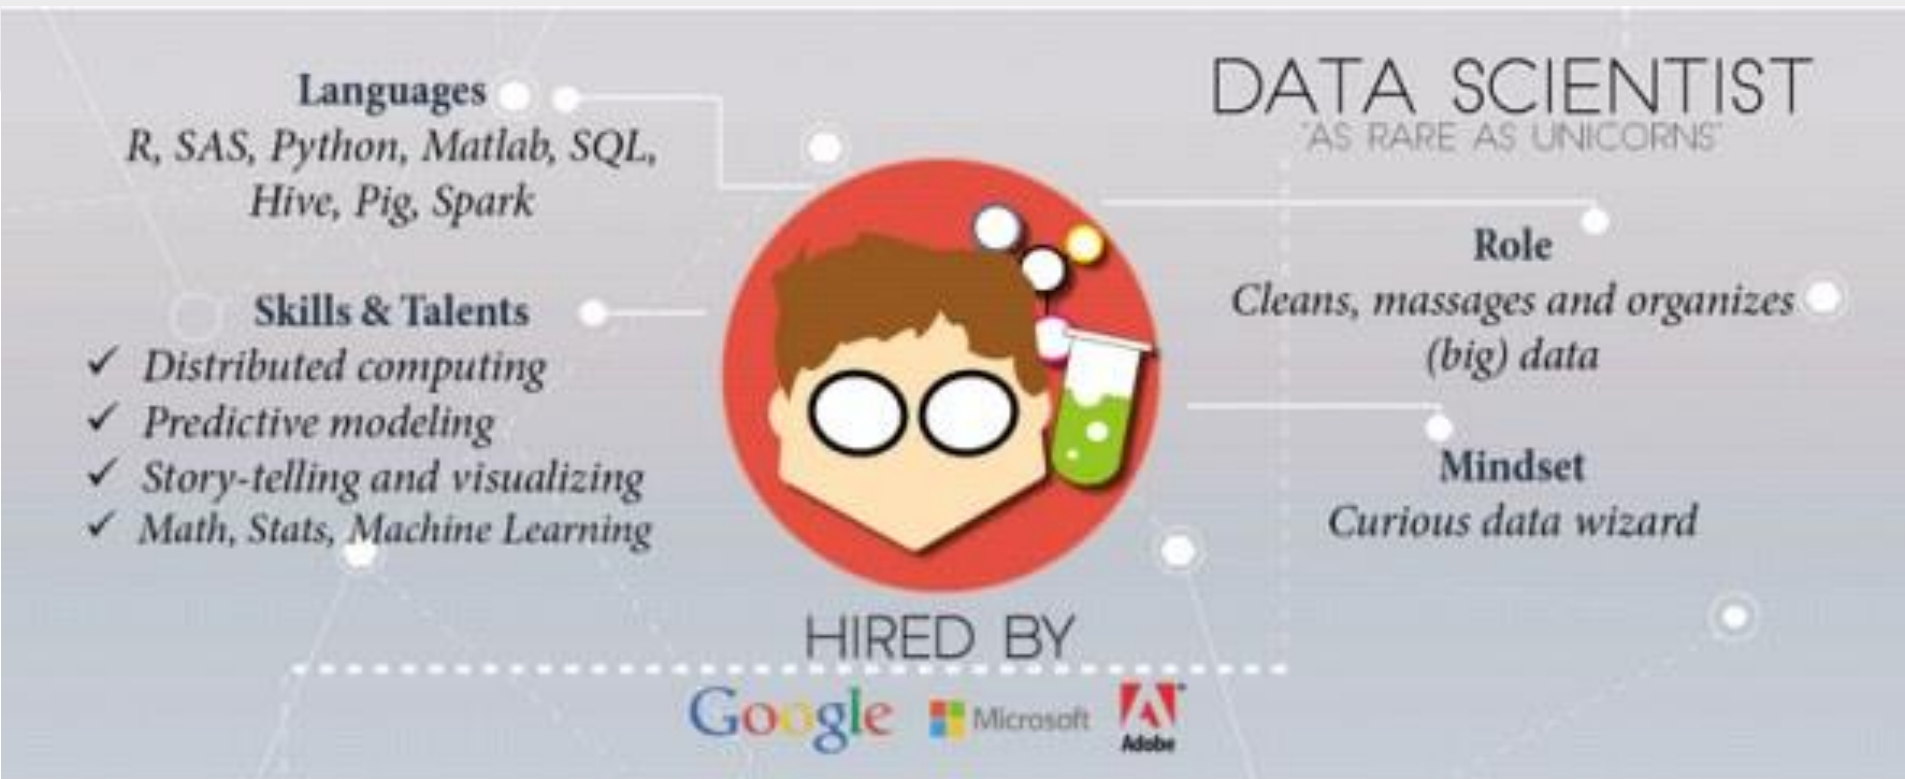 DATA SCIENTIST
"AS RARE AS UNICORNS"
Languages
R, SAS, Python, Matlab, SQL,
Hive, Pig, Spark
Skills & Talents
✓ Distributed computing
✓ Predictive modeling
✓ Story-telling and visualizing
✓ Math, Stats, Machine Learning
Role
Cleans, massages and organizes
(big) data
Mindset
Curious data wizard
HIRED BY
Google Microsoft Adobe